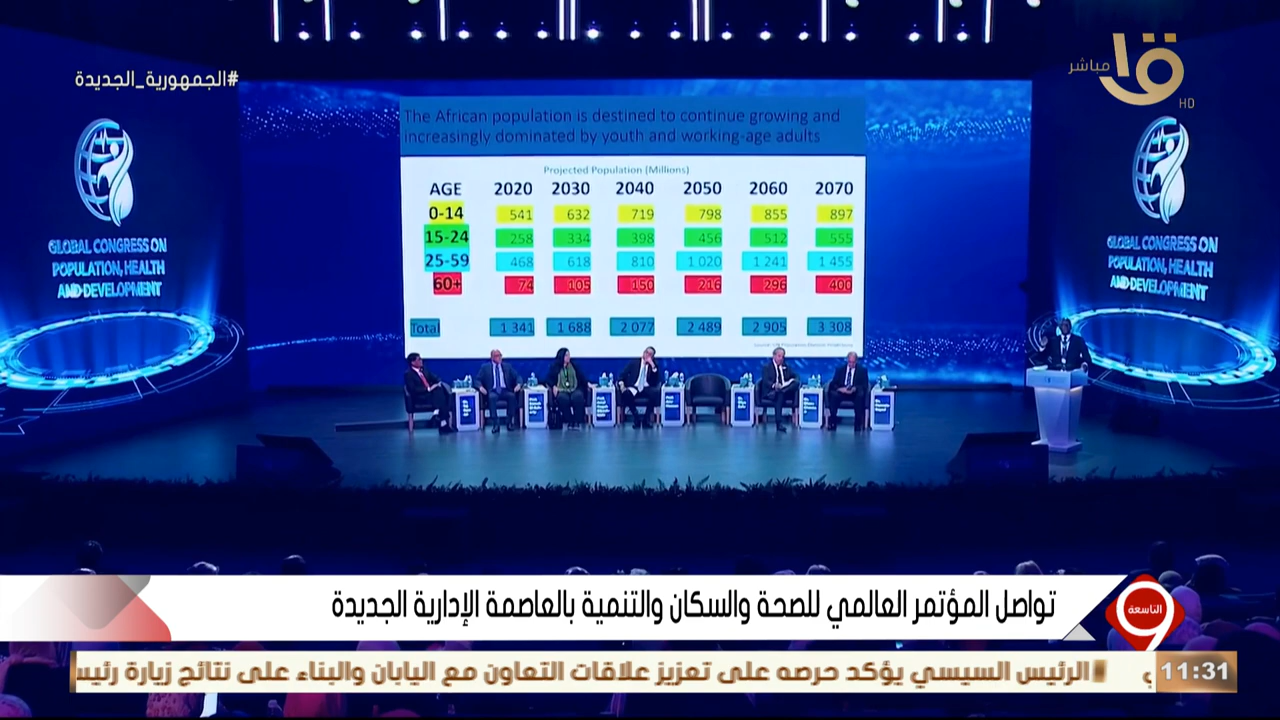 #الجمهورية_الجديدة
مباشر
HD
The African population is destined to continue growing and
increasingly dominated by youth and working-age adults
Projected Population (Millions)
AGE 2020 2030 2040 2050 2060 2070
0-14 541 632 719 798 855 897
15-24 258 334 398 456 512 555
25-59 468 618 810 1 020 1 241 1 455
60+ 74 105 150 216 296 400
Total 1 341 1 688 2 077 2 489 2 905 3 308
GLOBAL CONGRESS ON
POPULATION, HEALTH
AND DEVELOPMENT
GLOBAL CONGRESS ON
POPULATION, HEALTH
AND DEVELOPMENT
التاسعة
9
تواصل المؤتمر العالمي للصحة والسكان والتنمية بالعاصمة الإدارية الجديدة
الرئيس السيسي يؤكد حرصه على تعزيز علاقات التعاون مع اليابان والبناء على نتائج زيارة رئيس
11:31